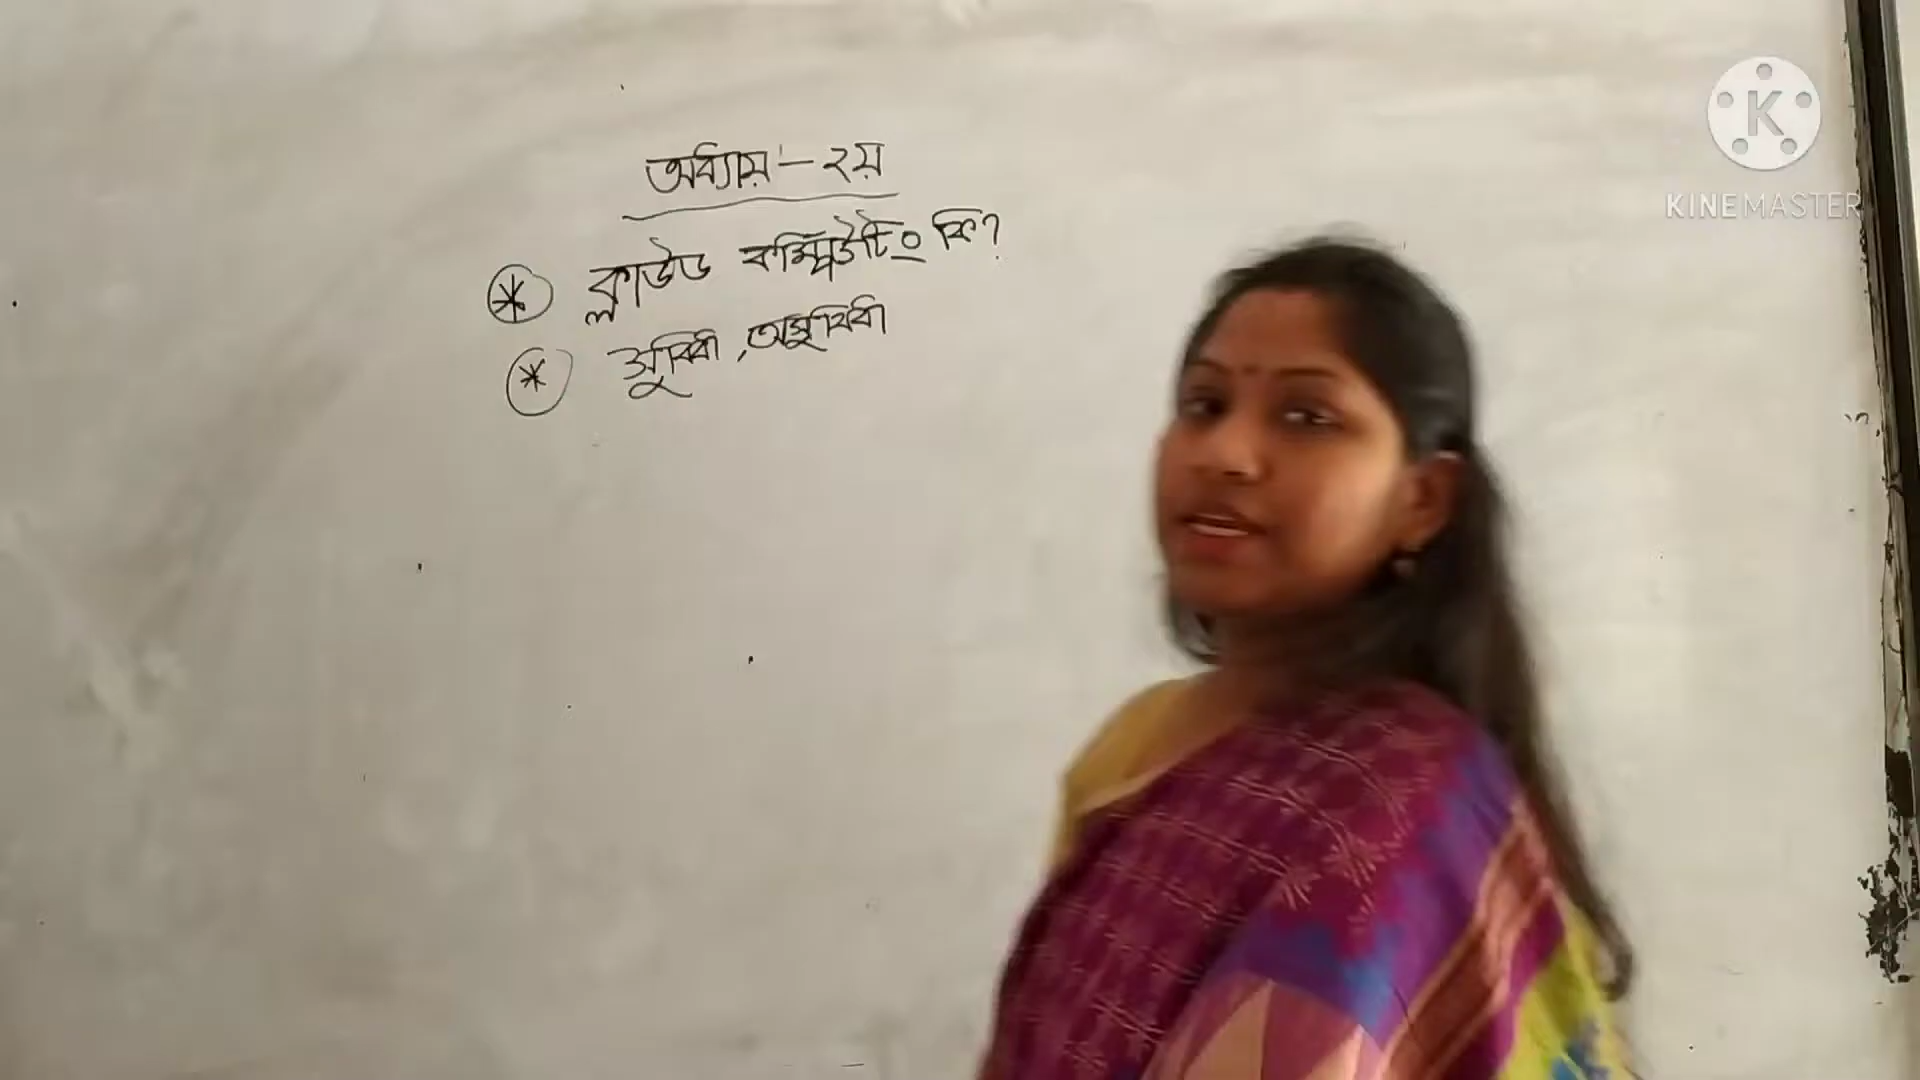 অধ্যায় :- ২য়
ক্লাউড কম্পিউটিং কি?
সুবিধা, অসুবিধা
K
KINEMASTER